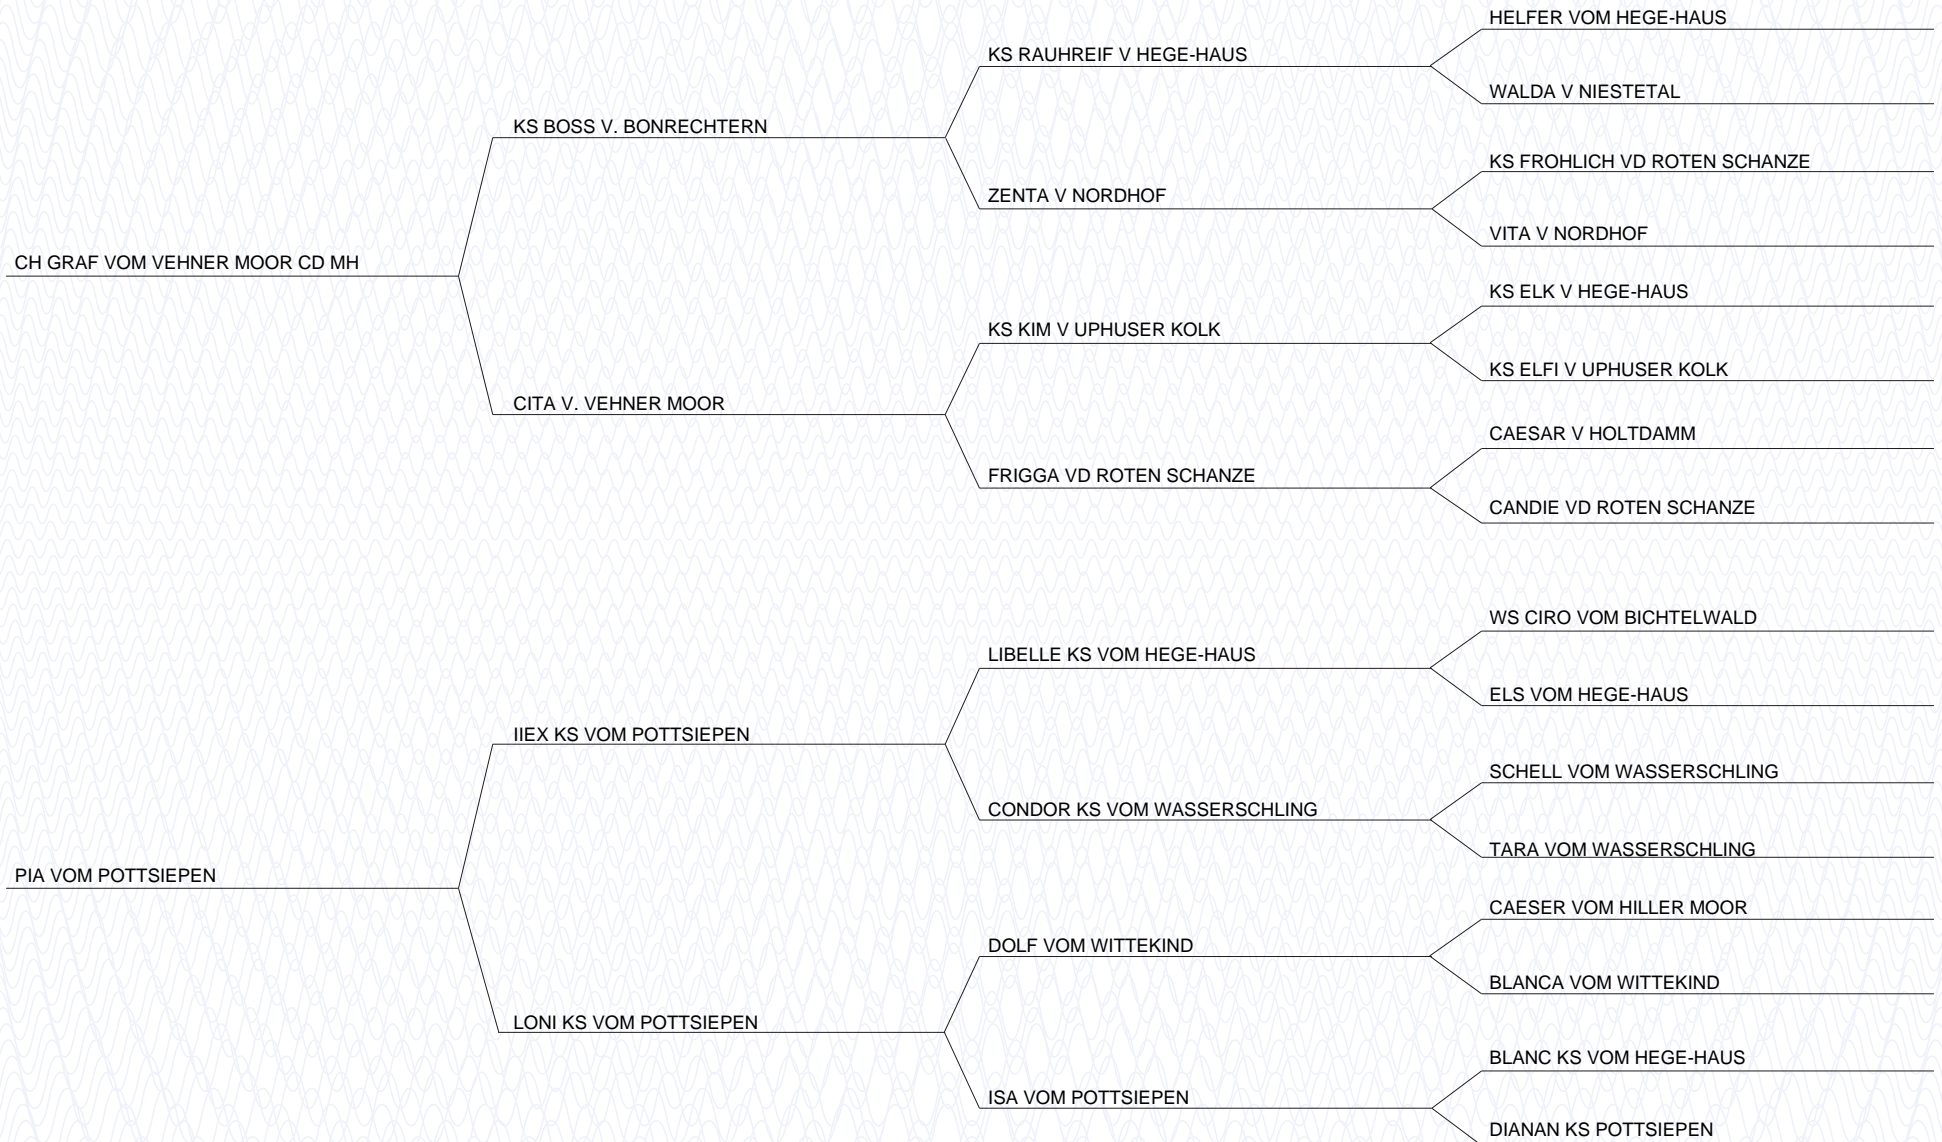 HELFER VOM HEGE-HAUS
KS RAUHREIF V HEGE-HAUS
WALDA V NIESTETAL
KS BOSS V. BONRECHTERN
KS FROHLICH VD ROTEN SCHANZE
ZENTA V NORDHOF
VITA V NORDHOF
CH GRAF VOM VEHNER MOOR CD MH
KS ELK V HEGE-HAUS
KS KIM V UPHUSER KOLK
KS ELFI V UPHUSER KOLK
CITA V. VEHNER MOOR
CAESAR V HOLTDAMM
FRIGGA VD ROTEN SCHANZE
CANDIE VD ROTEN SCHANZE
WS CIRO VOM BICHTELWALD
LIBELLE KS VOM HEGE-HAUS
ELS VOM HEGE-HAUS
IIEX KS VOM POTTSIEPEN
SCHELL VOM WASSERSCHLING
CONDOR KS VOM WASSERSCHLING
TARA VOM WASSERSCHLING
PIA VOM POTTSIEPEN
CAESER VOM HILLER MOOR
DOLF VOM WITTEKIND
BLANCA VOM WITTEKIND
LONI KS VOM POTTSIEPEN
BLANC KS VOM HEGE-HAUS
ISA VOM POTTSIEPEN
DIANAN KS POTTSIEPEN